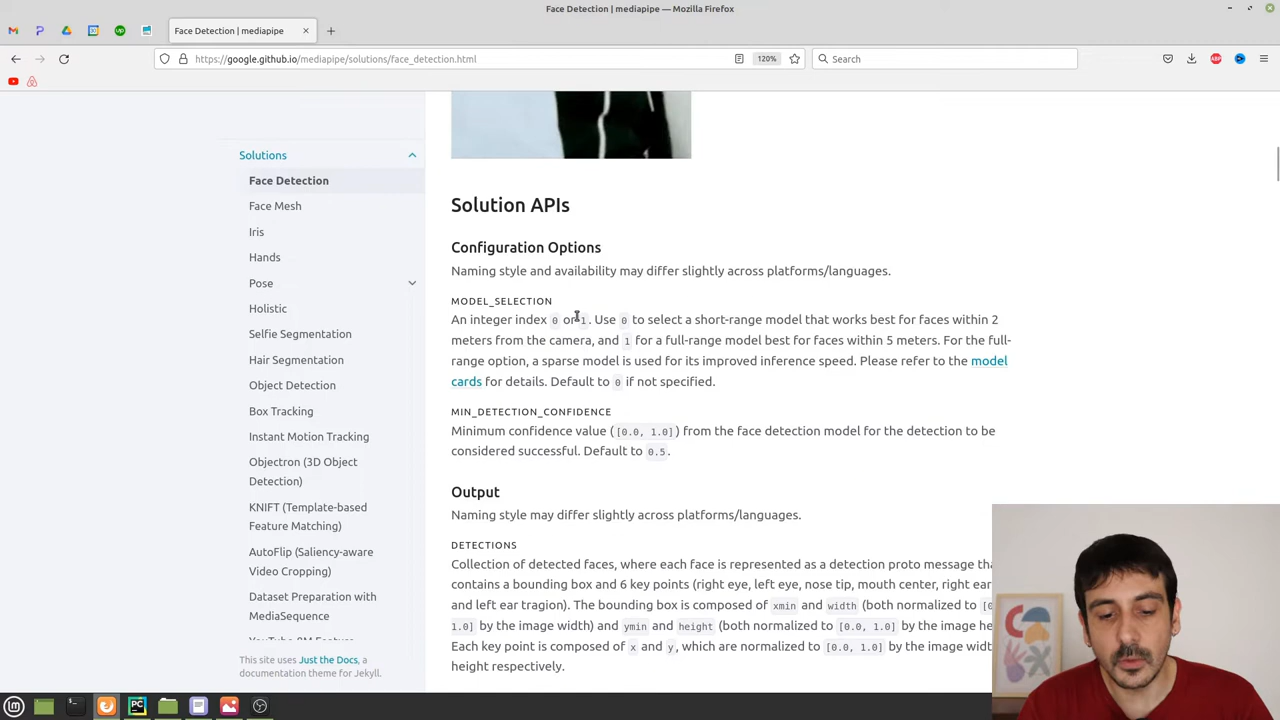 Face Detection | mediapipe — Mozilla Firefox
Face Detection | mediapipe
https://google.github.io/mediapipe/solutions/face_detection.html
120%
Search
Solutions
Face Detection
Face Mesh
Iris
Hands
Pose
Holistic
Selfie Segmentation
Hair Segmentation
Object Detection
Box Tracking
Instant Motion Tracking
Objectron (3D Object
Detection)
KNIFT (Template-based
Feature Matching)
AutoFlip (Saliency-aware
Video Cropping)
Dataset Preparation with
MediaSequence
This site uses Just the Docs, a
documentation theme for Jekyll.
Solution APIs
Configuration Options
Naming style and availability may differ slightly across platforms/languages.
MODEL_SELECTION
An integer index 0 or 1. Use 0 to select a short-range model that works best for faces within 2
meters from the camera, and 1 for a full-range model best for faces within 5 meters. For the full-
range option, a sparse model is used for its improved inference speed. Please refer to the model
cards for details. Default to 0 if not specified.
MIN_DETECTION_CONFIDENCE
Minimum confidence value ([0.0, 1.0]) from the face detection model for the detection to be
considered successful. Default to 0.5.
Output
Naming style may differ slightly across platforms/languages.
DETECTIONS
Collection of detected faces, where each face is represented as a detection proto message
contains a bounding box and 6 key points (right eye, left eye, nose tip, mouth center, right ear
and left ear tragion). The bounding box is composed of xmin and width (both normalized to
1.0] by the image width) and ymin and height (both normalized to [0.0, 1.0] by the image
Each key point is composed of x and y, which are normalized to [0.0, 1.0] by the image
height respectively.